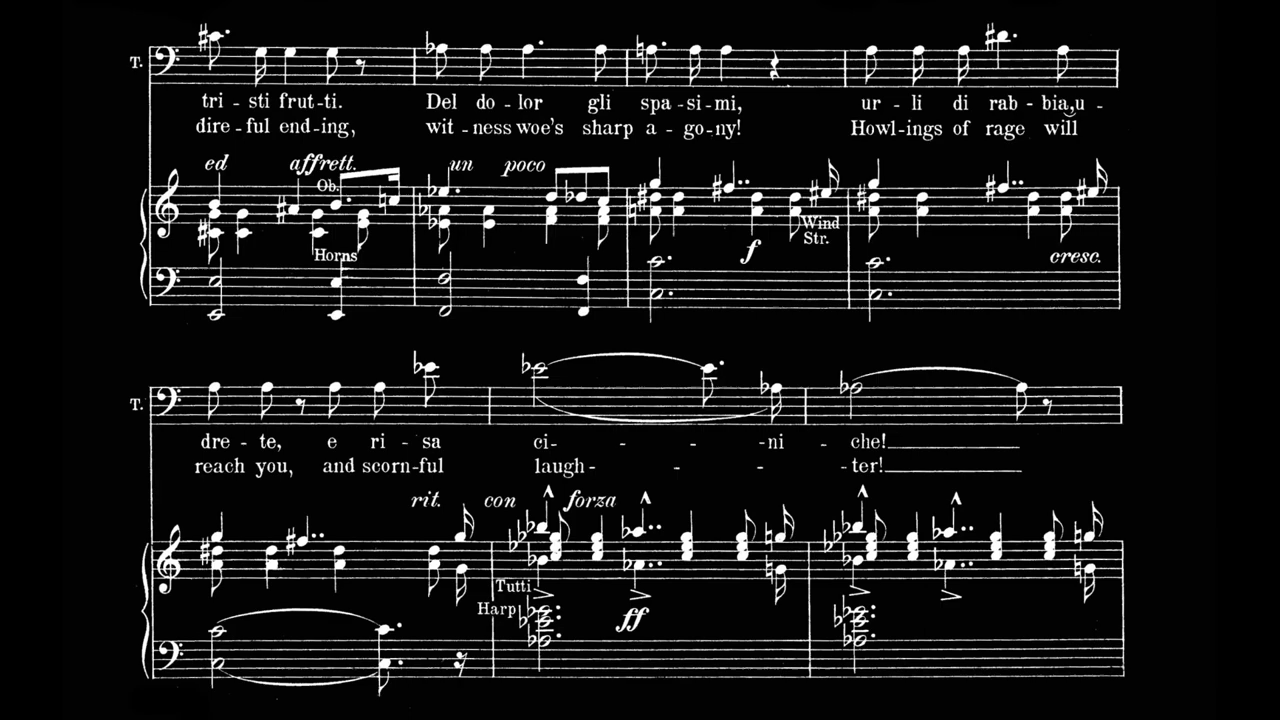 T.
tri - sti frut-ti. Del do - lor gli spa - si - mi, ur - li di rab - bia,u -
dire - ful end-ing, wit - ness woe's sharp a - go-ny! Howl-ings of rage will
ed affrett. un poco
Ob.
Wind
Str.
f
Horns
cresc.
T.
dre - te, e ri - sa ci- - - -ni - che!
reach you, and scorn-ful laugh- - - -ter!
rit. con forza
Tutti
Harp
ff